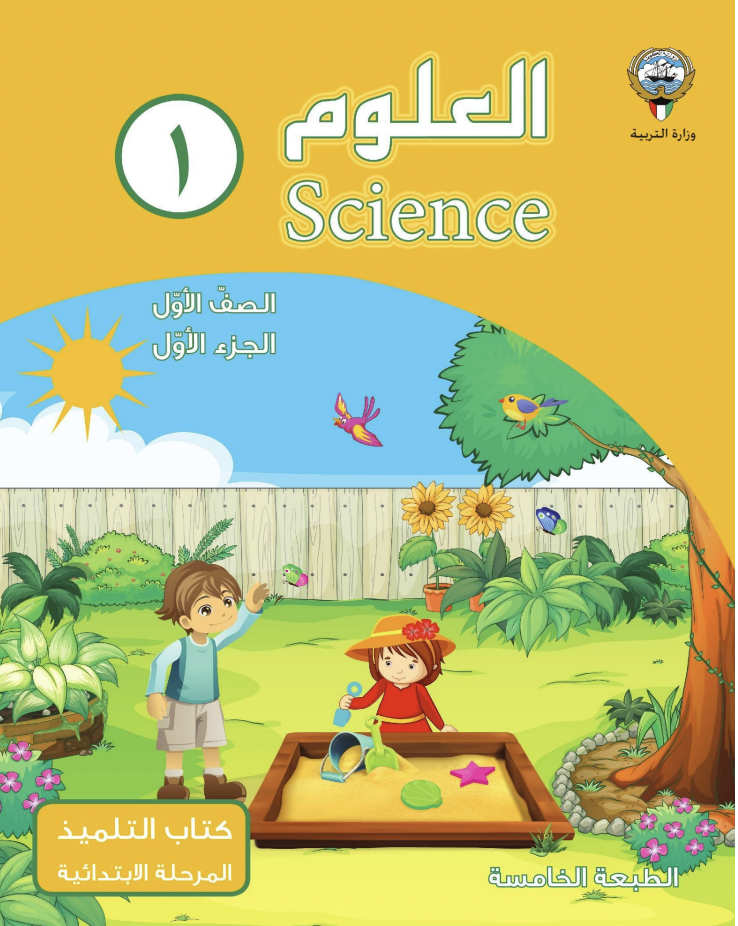 العلوم
Science
١
وزارة التربية
الصفّ الأوّل
الجزء الأوّل
كتاب التلميذ
المرحلة الابتدائية
الطبعة الخامسة